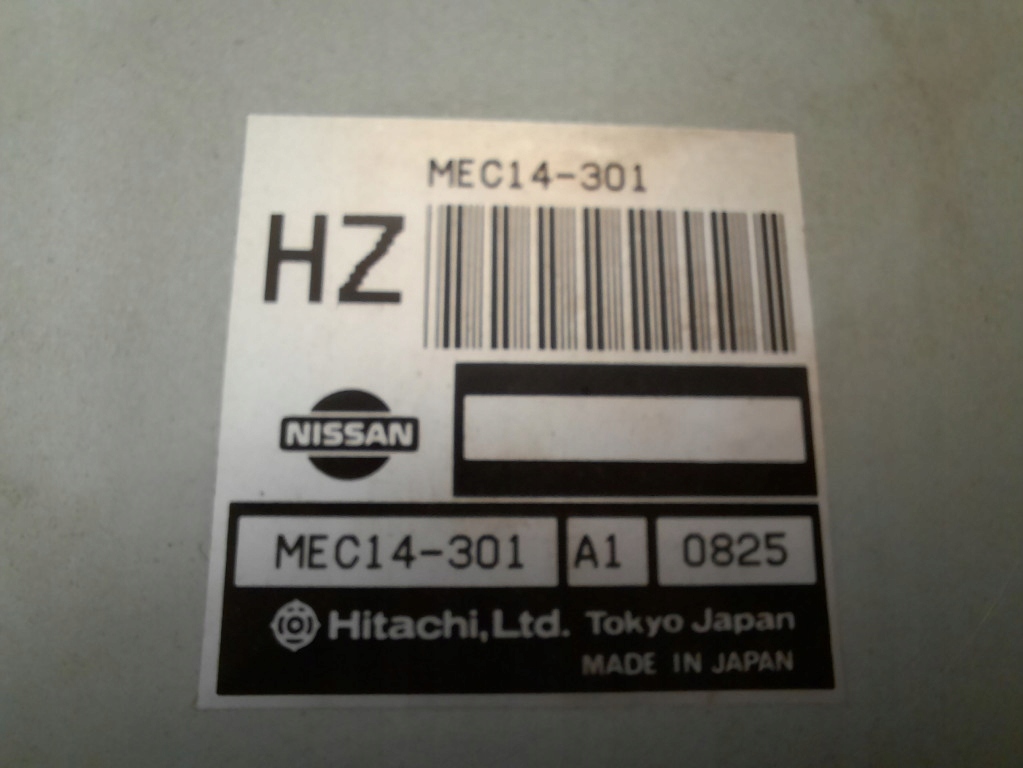 MEC14-301
HZ
NISSAN
MEC14-301 A1 0825
Hitachi,Ltd. Tokyo Japan
MADE IN JAPAN